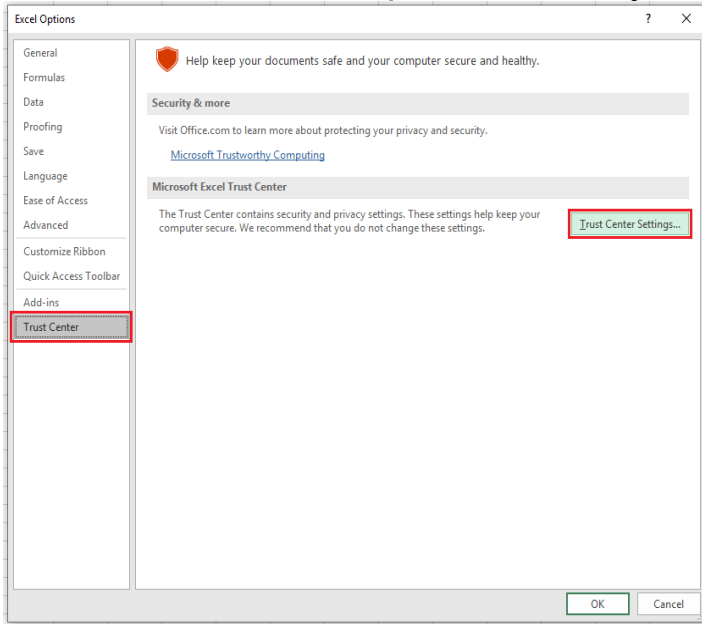 Excel Options
?
X
General
Formulas
Data
Proofing
Save
Language
Ease of Access
Advanced
Customize Ribbon
Quick Access Toolbar
Add-ins
Trust Center
Help keep your documents safe and your computer secure and healthy.
Security & more
Visit Office.com to learn more about protecting your privacy and security.
Microsoft Trustworthy Computing
Microsoft Excel Trust Center
The Trust Center contains security and privacy settings. These settings help keep your
computer secure. We recommend that you do not change these settings.
Trust Center Settings...
OK
Cancel